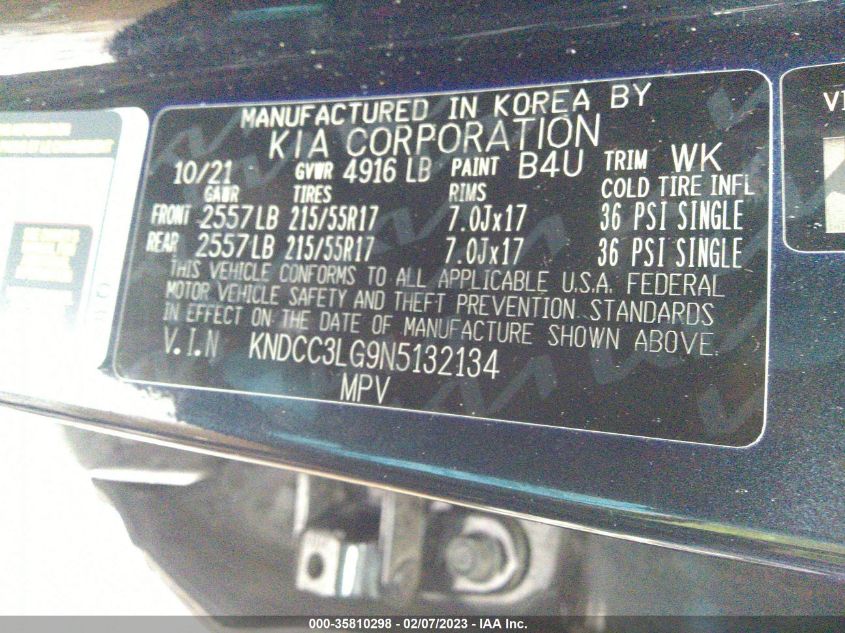 MANUFACTURED IN KOREA BY
KIA CORPORATION
10/21 GVWR 4916 LB PAINT B4U TRIM WK
GAWR TIRES RIMS COLD TIRE INFL
FRONT 2557LB 215/55R17 7.0Jx17 36 PSI SINGLE
REAR 2557LB 215/55R17 7.0Jx17 36 PSI SINGLE
THIS VEHICLE CONFORMS TO ALL APPLICABLE U.S.A. FEDERAL
MOTOR VEHICLE SAFETY AND THEFT PREVENTION STANDARDS
IN EFFECT ON THE DATE OF MANUFACTURE SHOWN ABOVE.
V.I.N KNDCC3LG9N5132134
MPV
000-35810298 - 02/07/2023 - IAA Inc.